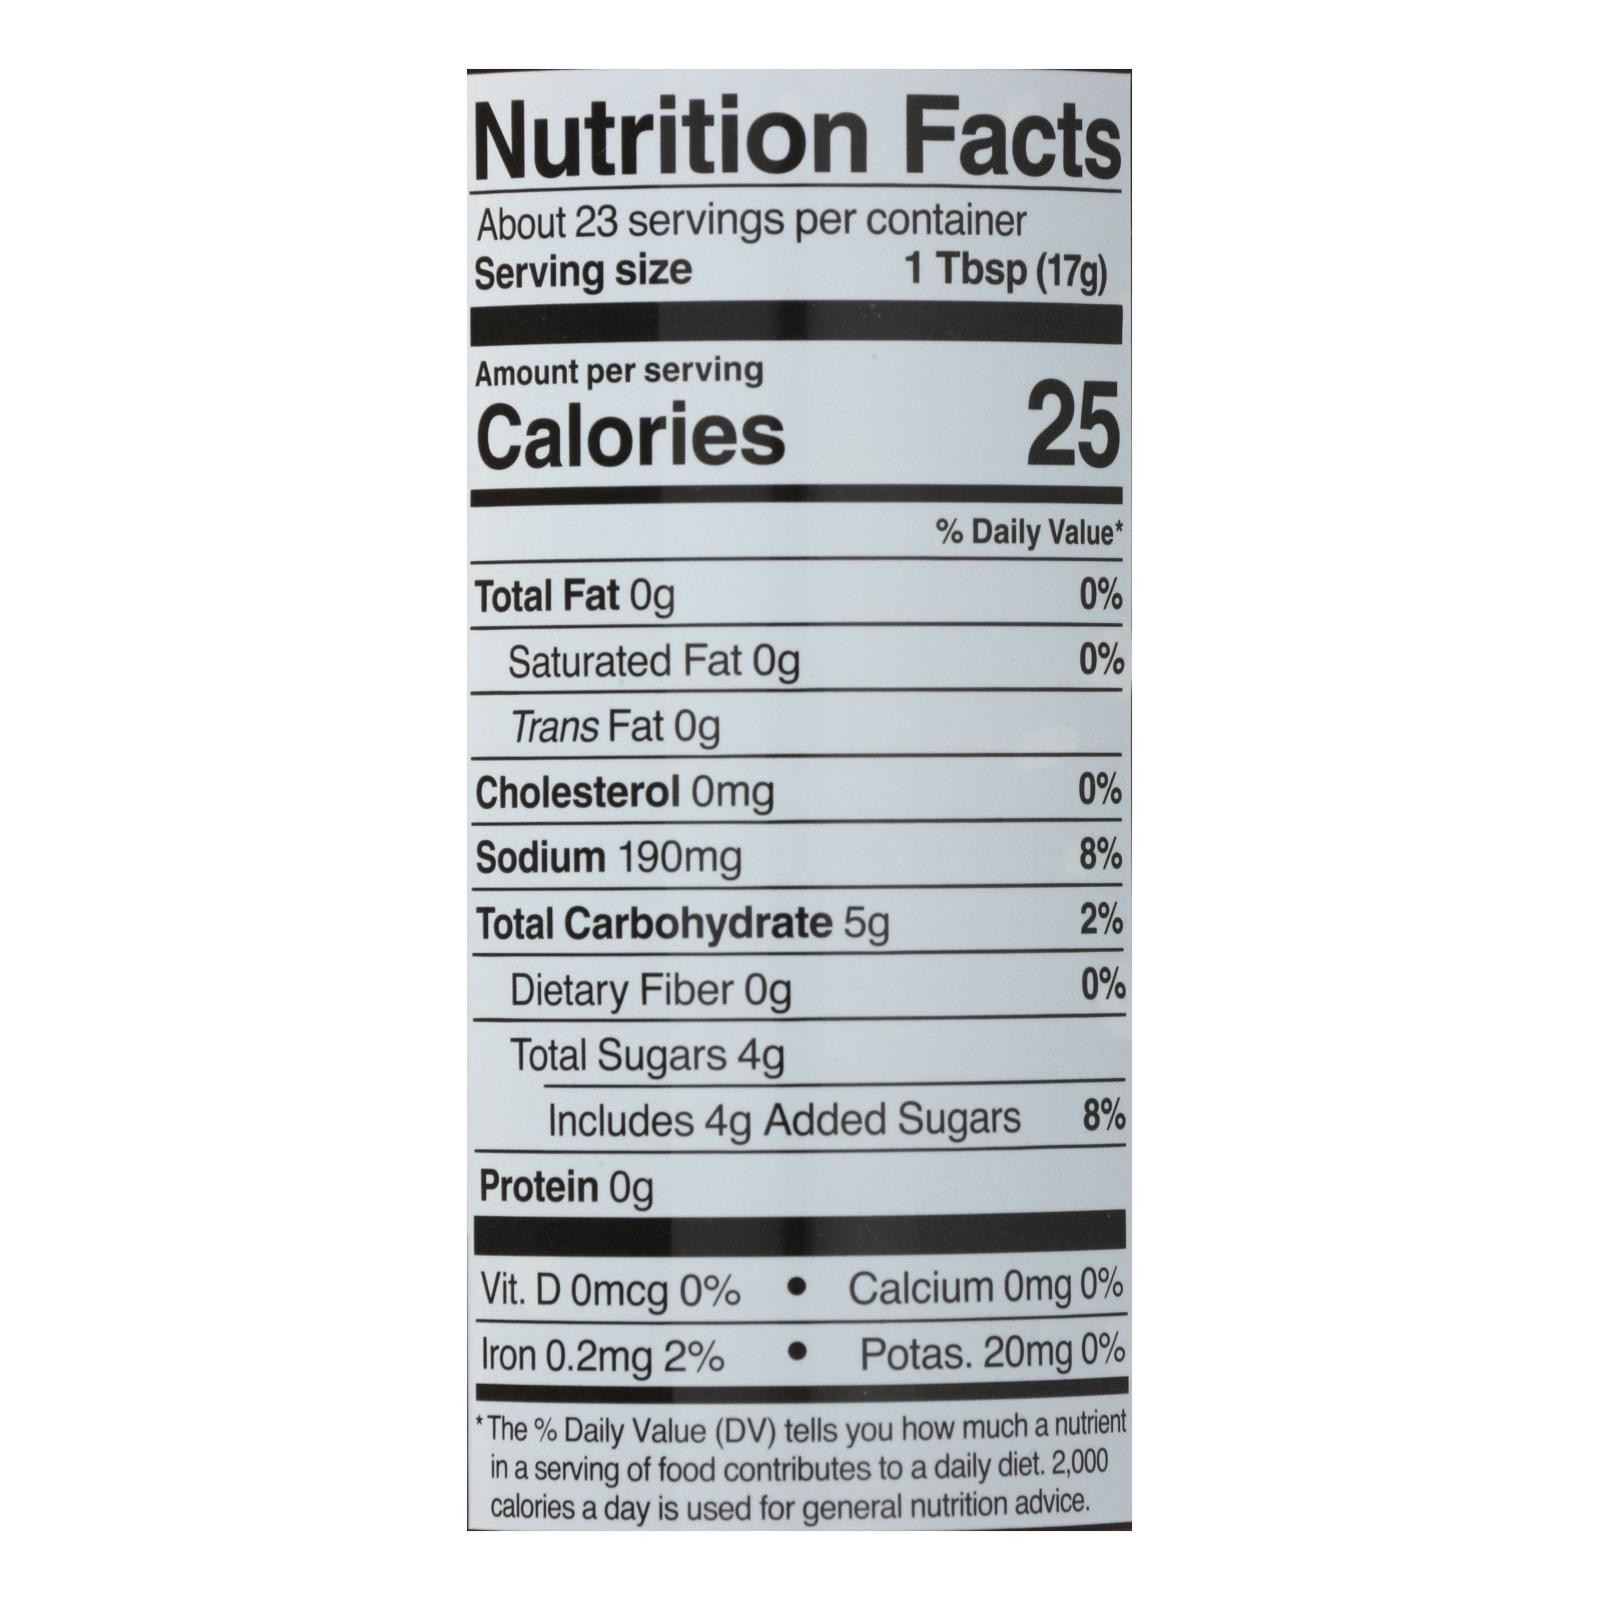 Nutrition Facts
About 23 servings per container
Serving size 1 Tbsp (17g)
Amount per serving
Calories 25
% Daily Value*
Total Fat 0g 0%
Saturated Fat 0g 0%
Trans Fat 0g
Cholesterol 0mg 0%
Sodium 190mg 8%
Total Carbohydrate 5g 2%
Dietary Fiber 0g 0%
Total Sugars 4g
Includes 4g Added Sugars 8%
Protein 0g
Vit. D 0mcg 0% • Calcium 0mg 0%
Iron 0.2mg 2% • Potas. 20mg 0%
* The % Daily Value (DV) tells you how much a nutrient
in a serving of food contributes to a daily diet. 2,000
calories a day is used for general nutrition advice.